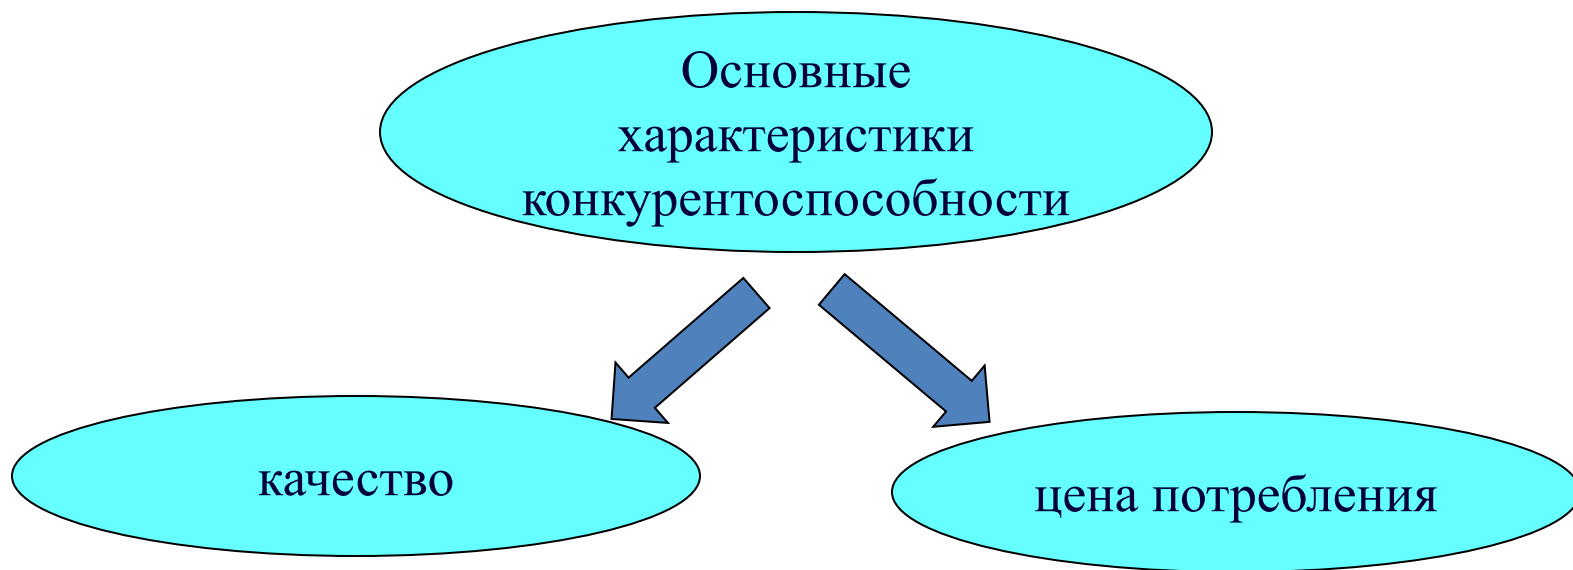 Основные
характеристики
конкурентоспособности
качество
цена потребления